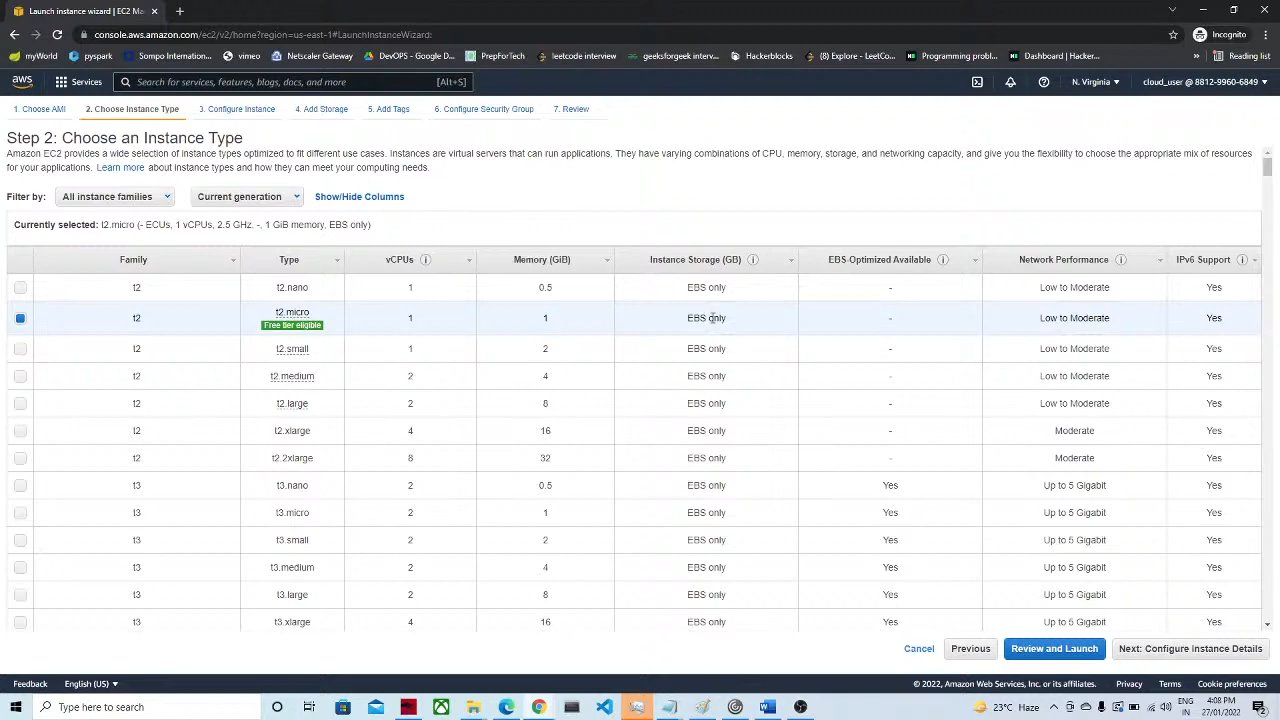 Launch instance wizard | EC2 Ma
console.aws.amazon.com/ec2/v2/home?region=us-east-1#LaunchInstanceWizard:
Incognito
myWorld pyspark Sompo Internation... vimeo Netscaler Gateway DevOPS - Google D... PrepForTech leetcode interview geeksforgeek interv... Hackerblocks (8) Explore - LeetCo... Programming Probl... Dashboard | Hacker... » Reading list
aws Services Search for services, features, blogs, docs, and more [Alt+S] N. Virginia cloud_user @ 8812-9960-6849
1. Choose AMI 2. Choose Instance Type 3. Configure Instance 4. Add Storage 5. Add Tags 6. Configure Security Group 7. Review
Step 2: Choose an Instance Type
Amazon EC2 provides a wide selection of instance types optimized to fit different use cases. Instances are virtual servers that can run applications. They have varying combinations of CPU, memory, storage, and networking capacity, and give you the flexibility to choose the appropriate mix of resources
for your applications. Learn more about instance types and how they can meet your computing needs.
Filter by: All instance families Current generation Show/Hide Columns
Currently selected: t2.micro (- ECUs, 1 vCPUs, 2.5 GHz, -, 1 GiB memory, EBS only)
Family Type vCPUs Memory (GiB) Instance Storage (GB) EBS-Optimized Available Network Performance IPv6 Support
t2 t2.nano 1 0.5 EBS only - Low to Moderate Yes
t2 t2.micro 1 1 EBS only - Low to Moderate Yes
Free tier eligible
t2 t2.small 1 2 EBS only - Low to Moderate Yes
t2 t2.medium 2 4 EBS only - Low to Moderate Yes
t2 t2.large 2 8 EBS only - Low to Moderate Yes
t2 t2.xlarge 4 16 EBS only - Moderate Yes
t2 t2.2xlarge 8 32 EBS only - Moderate Yes
t3 t3.nano 2 0.5 EBS only Yes Up to 5 Gigabit Yes
t3 t3.micro 2 1 EBS only Yes Up to 5 Gigabit Yes
t3 t3.small 2 2 EBS only Yes Up to 5 Gigabit Yes
t3 t3.medium 2 4 EBS only Yes Up to 5 Gigabit Yes
t3 t3.large 2 8 EBS only Yes Up to 5 Gigabit Yes
t3 t3.xlarge 4 16 EBS only Yes Up to 5 Gigabit Yes
Cancel Previous Review and Launch Next: Configure Instance Details
Feedback English (US) © 2022, Amazon Web Services, Inc. or its affiliates. Privacy Terms Cookie preferences
Type here to search 23°C Haze ENG IN 4:08 PM 27/01/2022